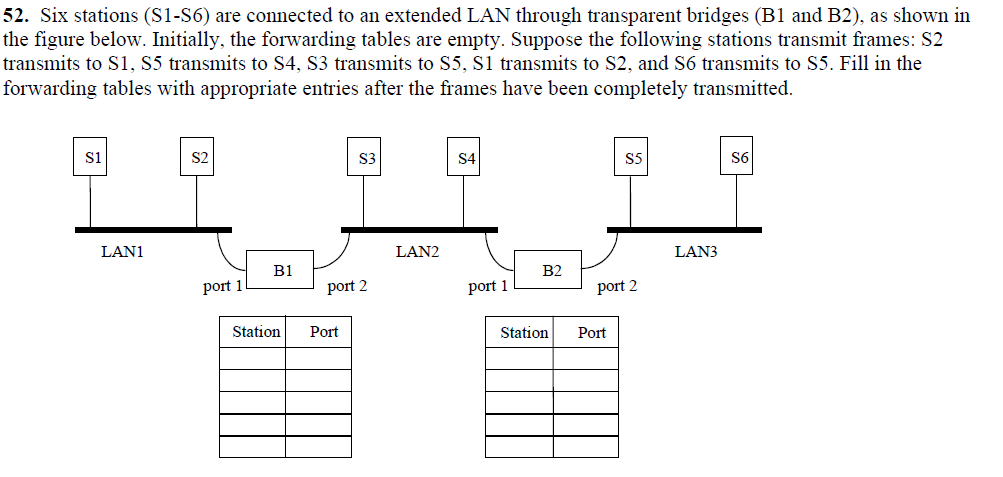 52. Six stations (S1-S6) are connected to an extended LAN through transparent bridges (B1 and B2), as shown in
the figure below. Initially, the forwarding tables are empty. Suppose the following stations transmit frames: S2
transmits to S1, S5 transmits to S4, S3 transmits to S5, S1 transmits to S2, and S6 transmits to S5. Fill in the
forwarding tables with appropriate entries after the frames have been completely transmitted.
S1 S2 S3 S4 S5 S6
LAN1 LAN2 LAN3
B1 B2
port 1 port 2 port 1 port 2
Station Port Station Port